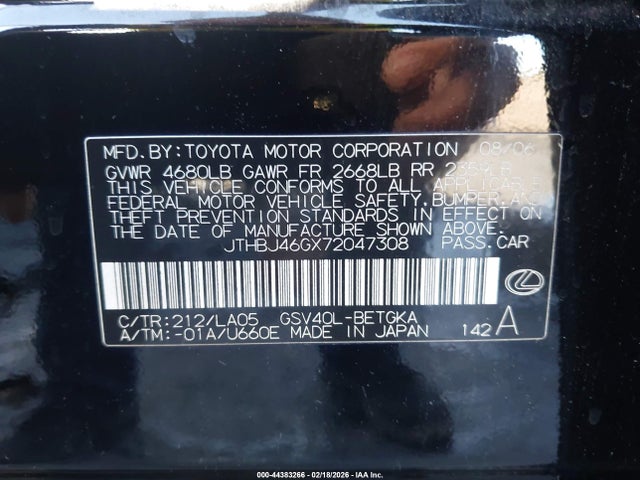 MFD. BY: TOYOTA MOTOR CORPORATION 08/06
GVWR 4680LB GAWR FR 2668LB RR 2359LB
THIS VEHICLE CONFORMS TO ALL APPLICABLE
FEDERAL MOTOR VEHICLE SAFETY, BUMPER, AND
THEFT PREVENTION STANDARDS IN EFFECT ON
THE DATE OF MANUFACTURE SHOWN ABOVE.
JTHBJ46GX72047308 PASS. CAR
C/TR: 212/LA05 GSV40L-BETGKA
A/TM: -01A/U660E MADE IN JAPAN 142 A
000-44383266 - 02/18/2026 - IAA Inc.